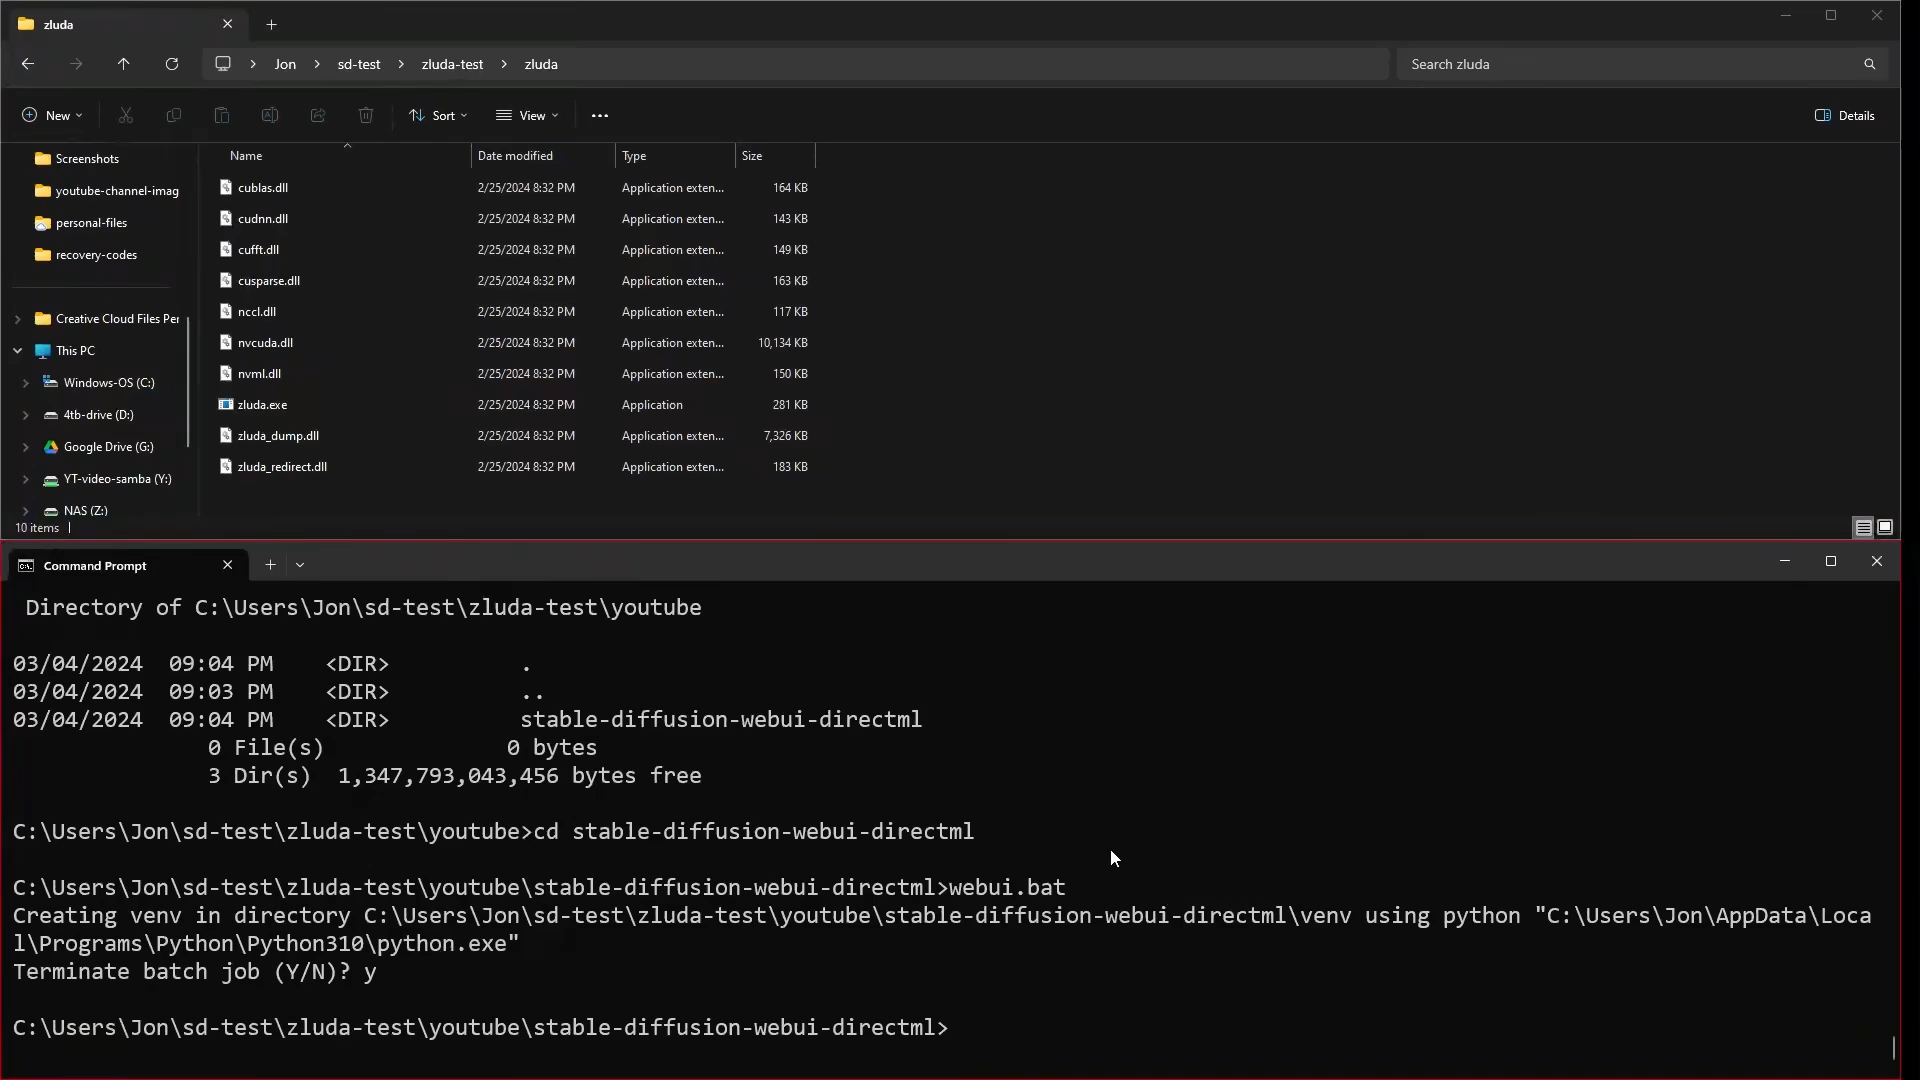 zluda
Jon > sd-test > zluda-test > zluda
Search zluda
New
Sort
View
Details
Screenshots
youtube-channel-imag
personal-files
recovery-codes
Creative Cloud Files Per
This PC
Windows-OS (C:)
4tb-drive (D:)
Google Drive (G:)
YT-video-samba (Y:)
NAS (Z:)
Name Date modified Type Size
cublas.dll 2/25/2024 8:32 PM Application exten... 164 KB
cudnn.dll 2/25/2024 8:32 PM Application exten... 143 KB
cufft.dll 2/25/2024 8:32 PM Application exten... 149 KB
cusparse.dll 2/25/2024 8:32 PM Application exten... 163 KB
nccl.dll 2/25/2024 8:32 PM Application exten... 117 KB
nvcuda.dll 2/25/2024 8:32 PM Application exten... 10,134 KB
nvml.dll 2/25/2024 8:32 PM Application exten... 150 KB
zluda.exe 2/25/2024 8:32 PM Application 281 KB
zluda_dump.dll 2/25/2024 8:32 PM Application exten... 7,326 KB
zluda_redirect.dll 2/25/2024 8:32 PM Application exten... 183 KB
10 items
Command Prompt
Directory of C:\Users\Jon\sd-test\zluda-test\youtube
03/04/2024 09:04 PM <DIR> .
03/04/2024 09:03 PM <DIR> ..
03/04/2024 09:04 PM <DIR> stable-diffusion-webui-directml
0 File(s) 0 bytes
3 Dir(s) 1,347,793,043,456 bytes free
C:\Users\Jon\sd-test\zluda-test\youtube>cd stable-diffusion-webui-directml
C:\Users\Jon\sd-test\zluda-test\youtube\stable-diffusion-webui-directml>webui.bat
Creating venv in directory C:\Users\Jon\sd-test\zluda-test\youtube\stable-diffusion-webui-directml\venv using python "C:\Users\Jon\AppData\Loca
l\Programs\Python\Python310\python.exe"
Terminate batch job (Y/N)? y
C:\Users\Jon\sd-test\zluda-test\youtube\stable-diffusion-webui-directml>